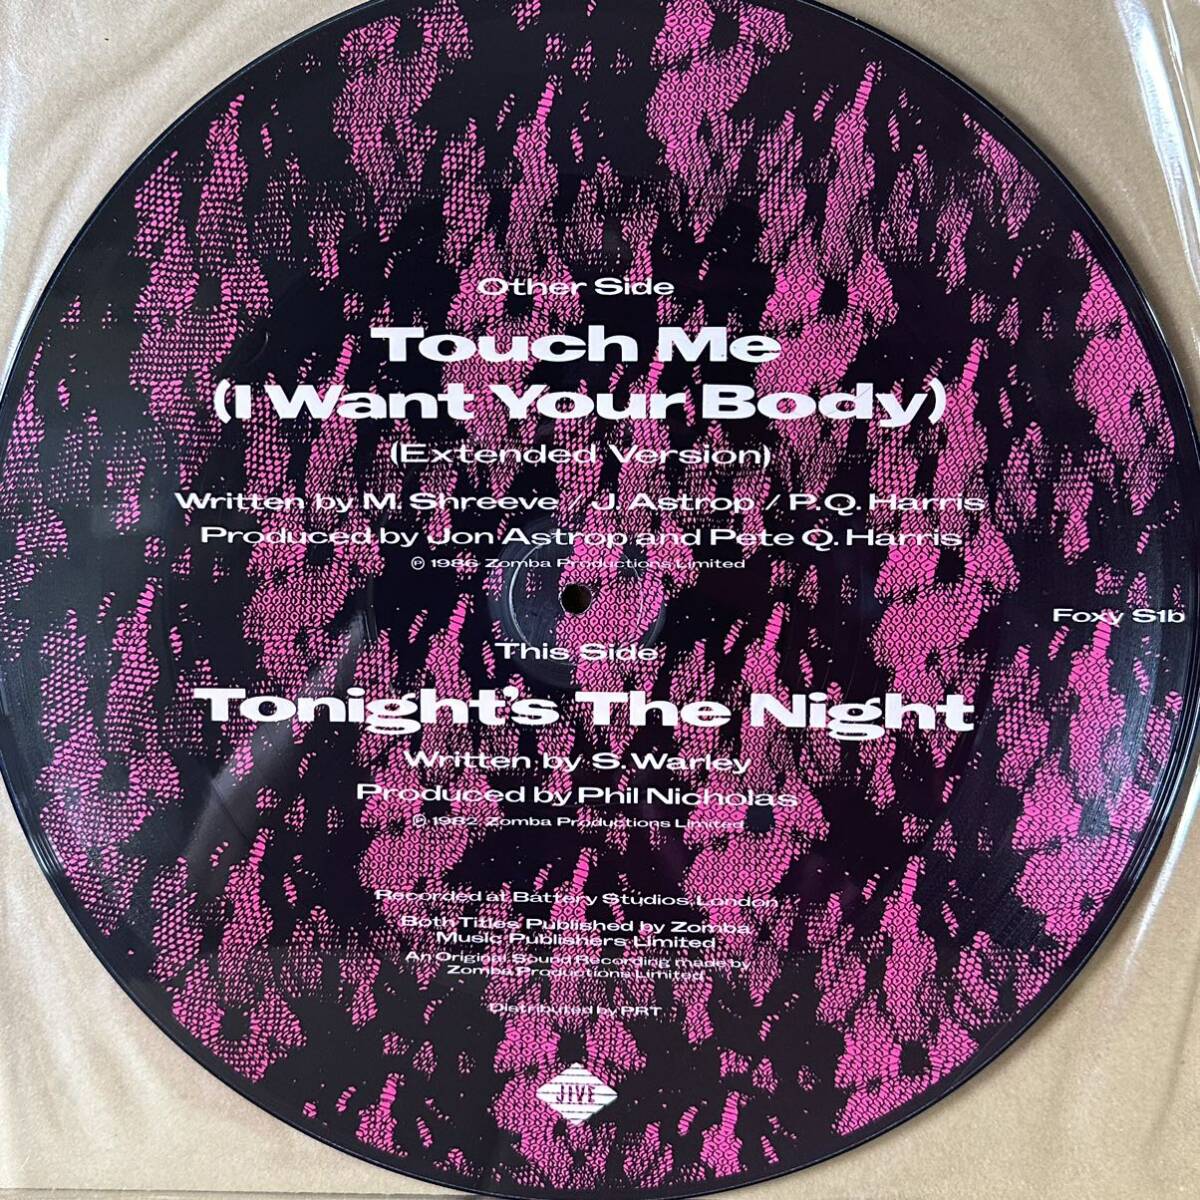 Other Side
Touch Me
(I Want Your Body)
(Extended Version)
Written by M. Shreeve / J. Astrop / P.Q. Harris
Produced by Jon Astrop and Pete Q. Harris
℗ 1986 Zomba Productions Limited
Foxy S1b
This Side
Tonight's The Night
Written by S. Warley
Produced by Phil Nicholas
℗ 1982 Zomba Productions Limited
Recorded at Battery Studios, London
Both Titles Published by Zomba
Music Publishers Limited
An Original Sound Recording made by
Zomba Productions Limited
Distributed by PRT
JIVE